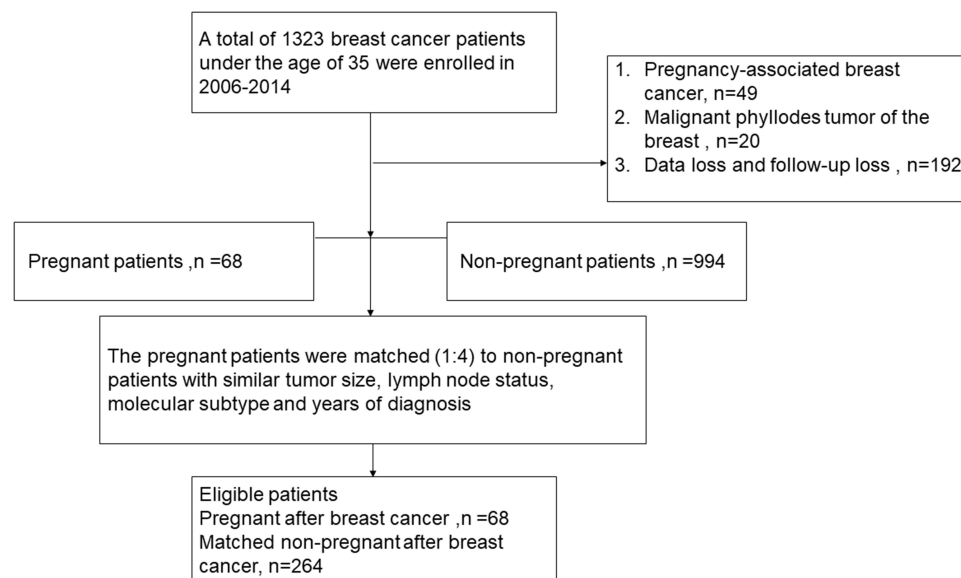 A total of 1323 breast cancer patients
under the age of 35 were enrolled in
2006-2014
1. Pregnancy-associated breast
cancer, n=49
2. Malignant phyllodes tumor of the
breast , n=20
3. Data loss and follow-up loss , n=192
Pregnant patients ,n =68
Non-pregnant patients ,n =994
The pregnant patients were matched (1:4) to non-pregnant
patients with similar tumor size, lymph node status,
molecular subtype and years of diagnosis
Eligible patients
Pregnant after breast cancer ,n =68
Matched non-pregnant after breast
cancer, n=264